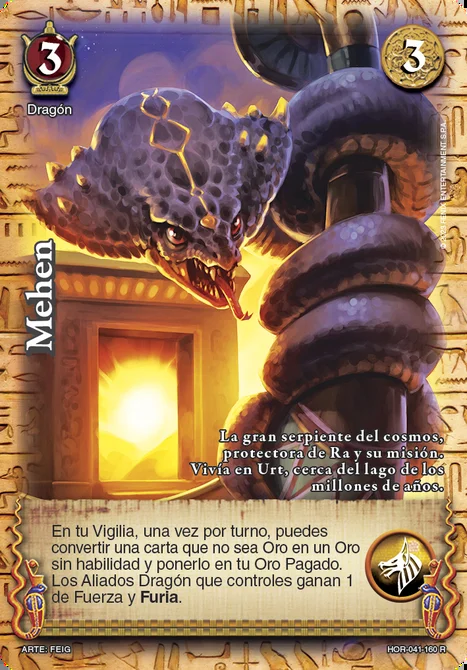 3
3
Dragón
Mehen
La gran serpiente del cosmos,
protectora de Ra y su misión.
Vivía en Urt, cerca del lago de los
millones de años.
En tu Vigilia, una vez por turno, puedes
convertir una carta que no sea Oro en un Oro
sin habilidad y ponerlo en tu Oro Pagado.
Los Aliados Dragón que controles ganan 1
de Fuerza y Furia.
ARTE: FEIG
HOR-041-160 R